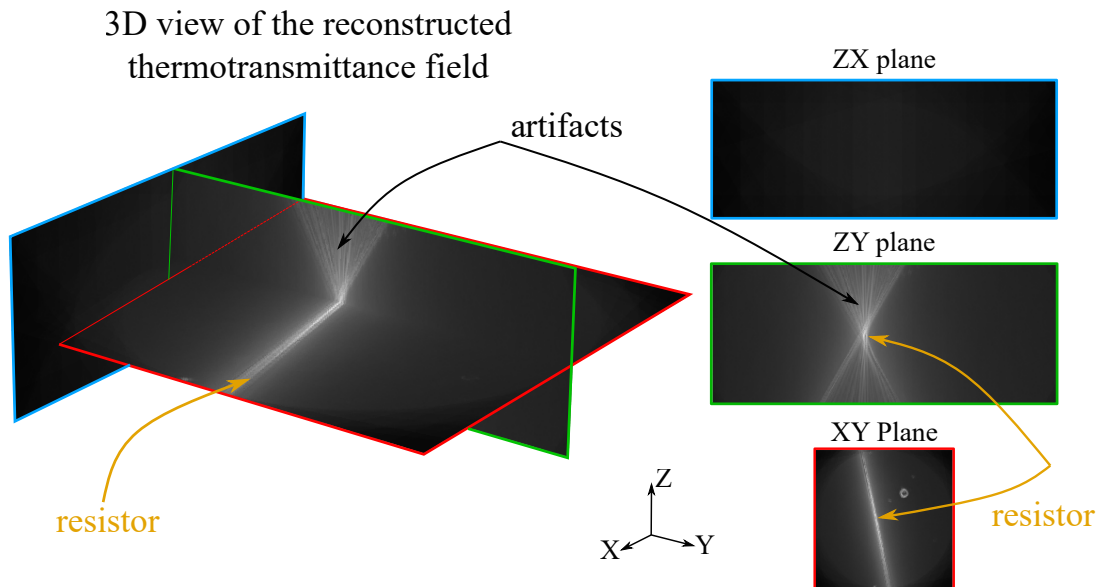 3D view of the reconstructed
thermotransmittance field
ZX plane
artifacts
ZY plane
XY Plane
resistor
resistor
Z
X
Y